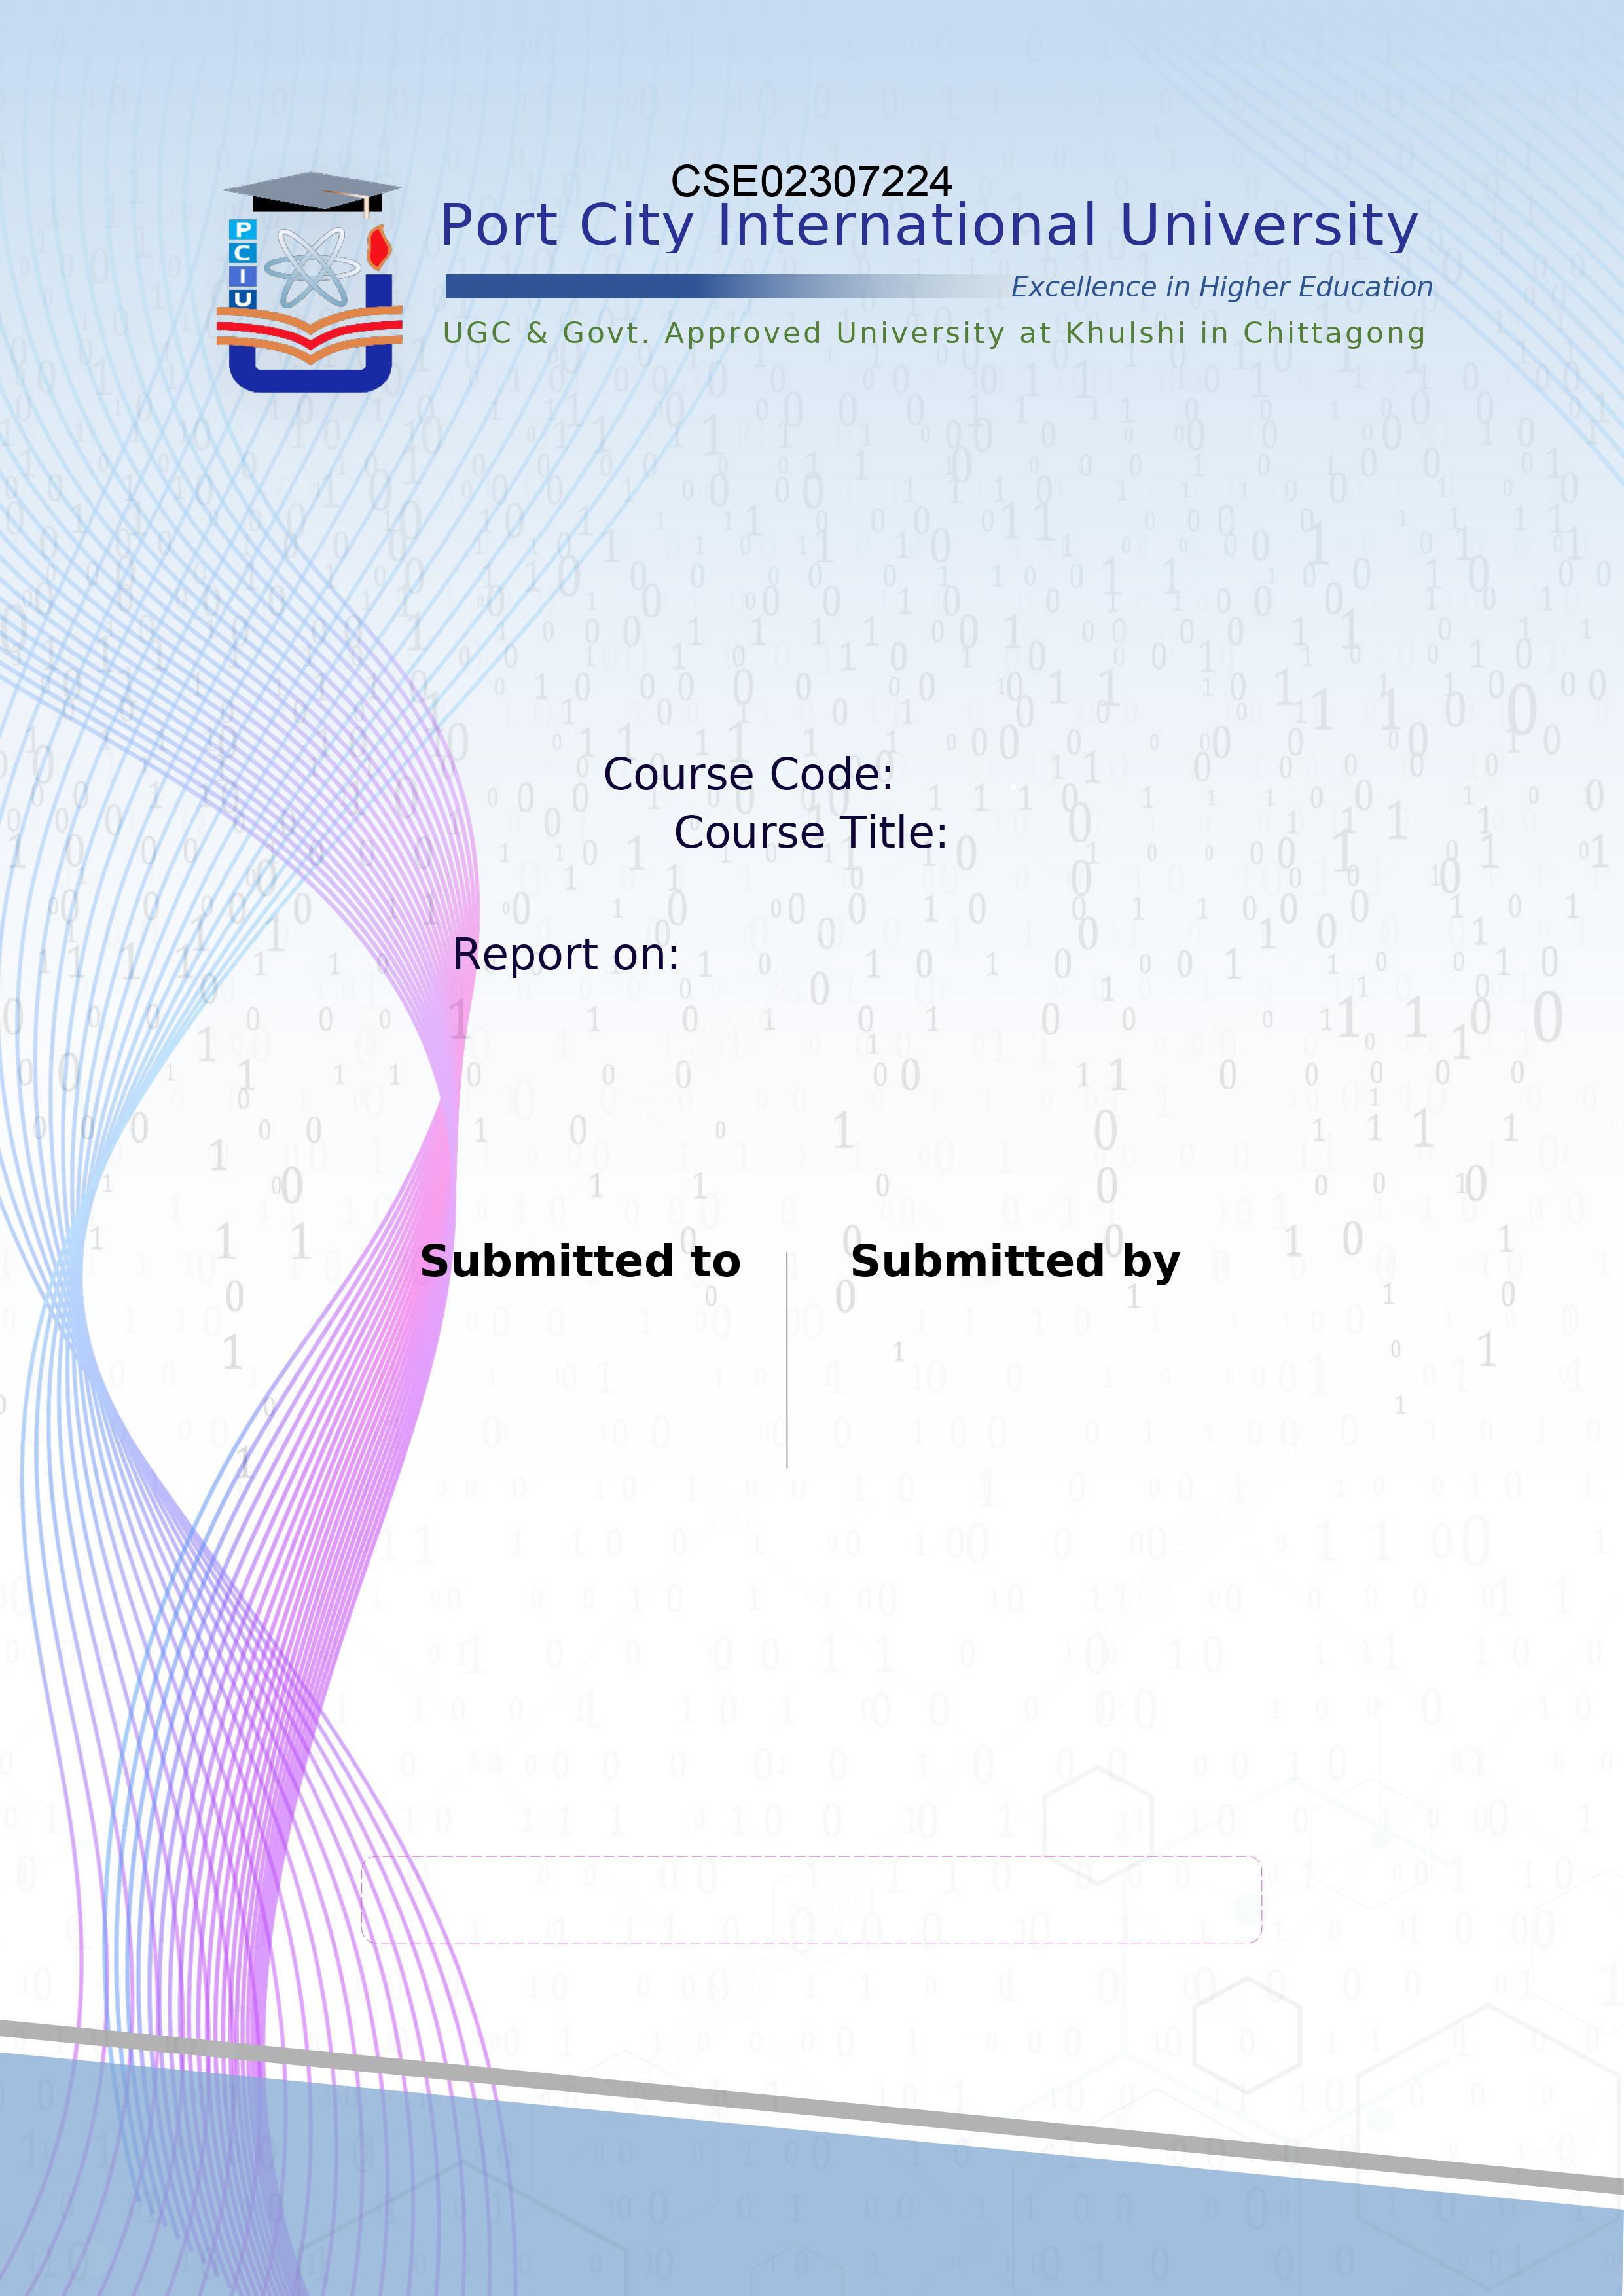 CSE02307224
Port City International University
P
C
I
U
Excellence in Higher Education
UGC & Govt. Approved University at Khulshi in Chittagong
Course Code:
Course Title:
Report on:
Submitted to
Submitted by